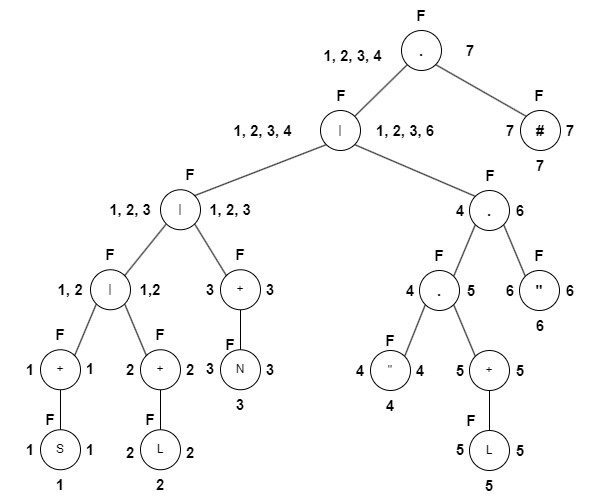 F
1, 2, 3, 4 . 7
F F
1, 2, 3, 4 | 1, 2, 3, 6 7 # 7
7
F F
1, 2, 3 | 1, 2, 3 4 . 6
F F F F
1, 2 | 1,2 3 + 3 4 . 5 6 " 6
6
F F F F
1 + 1 2 + 2 3 N 3 4 " 4 5 + 5
3 4
F F F
1 S 1 2 L 2 5 L 5
1 2 5